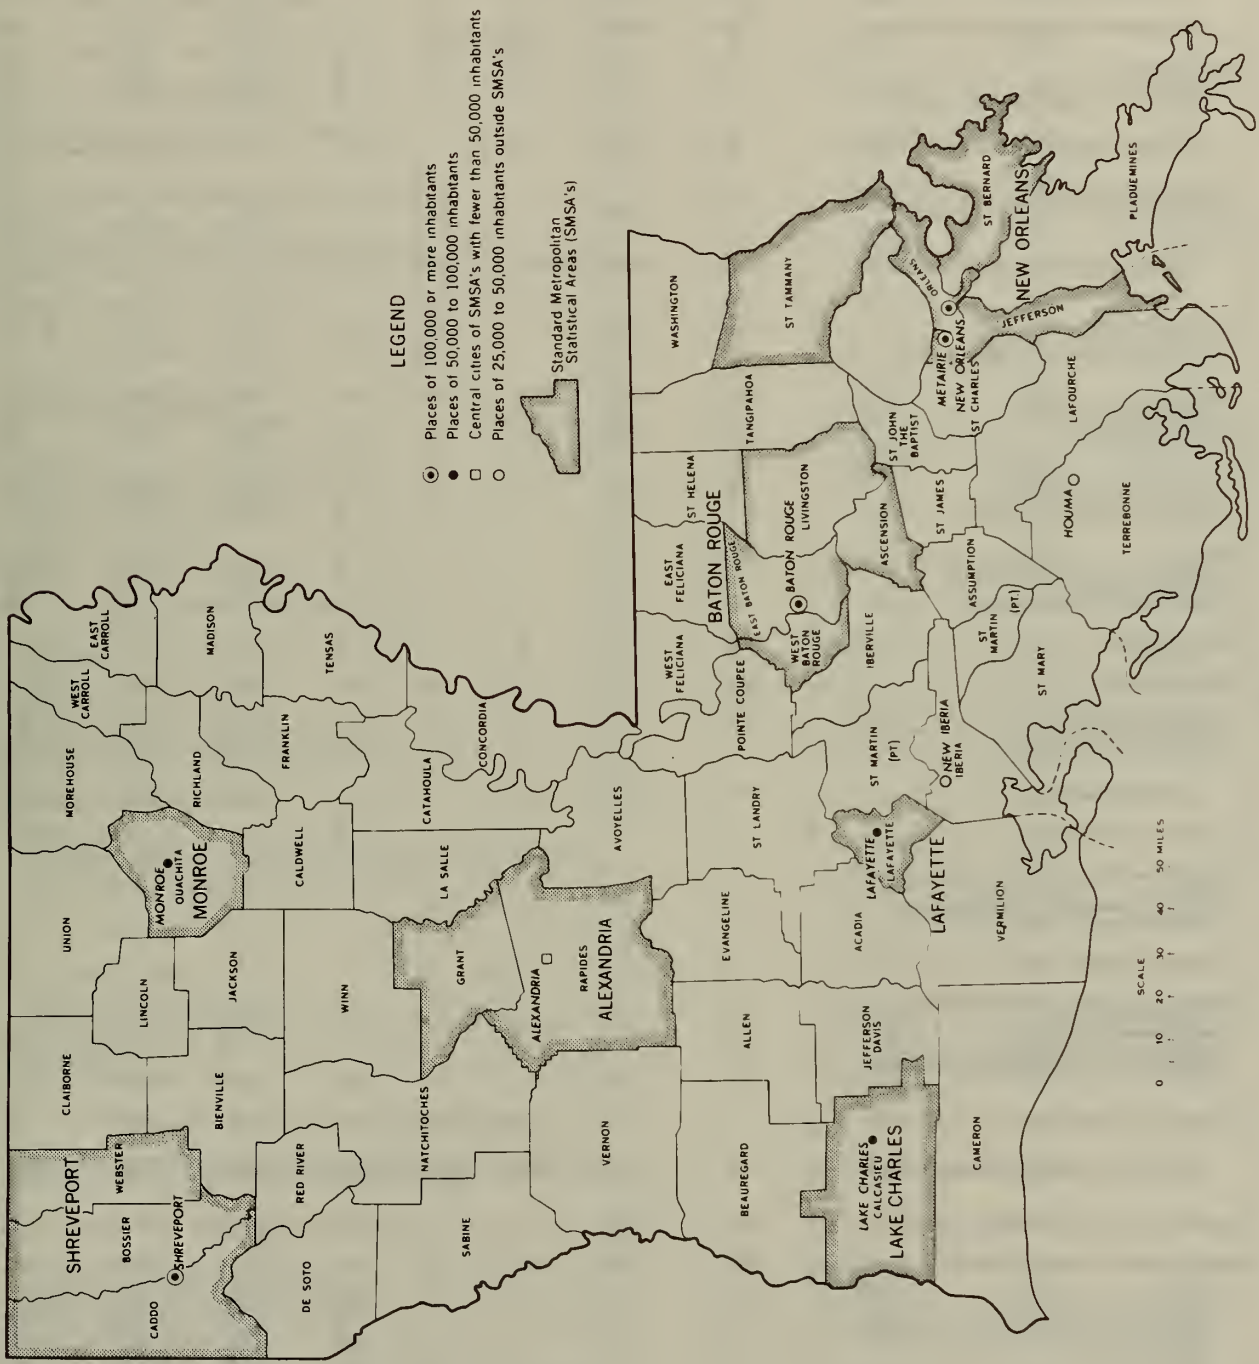 LEGEND
Places of 100,000 or more inhabitants
Places of 50,000 to 100,000 inhabitants
Central cities of SMSA's with fewer than 50,000 inhabitants
Places of 25,000 to 50,000 inhabitants outside SMSA's
Standard Metropolitan
Statistical Areas (SMSA's)
SHREVEPORT
CADDO
BOSSIER
WEBSTER
SHREVEPORT
CLAIBORNE
LINCOLN
UNION
MOREHOUSE
WEST
CARROLL
EAST
CARROLL
MONROE
OUACHITA
MONROE
RICHLAND
MADISON
BIENVILLE
JACKSON
DE SOTO
RED RIVER
WINN
CALDWELL
FRANKLIN
TENSAS
SABINE
NATCHITOCHES
GRANT
LA SALLE
CATAHOULA
CONCORDIA
VERNON
ALEXANDRIA
RAPIDES
ALEXANDRIA
AVOYELLES
BEAUREGARD
ALLEN
EVANGELINE
ST LANDRY
POINTE COUPEE
WEST
FELICIANA
EAST
FELICIANA
ST HELENA
TANGIPAHOA
WASHINGTON
BATON ROUGE
EAST BATON ROUGE
BATON ROUGE
WEST
BATON
ROUGE
LIVINGSTON
ST TAMMANY
LAKE CHARLES
CALCASIEU
LAKE CHARLES
JEFFERSON
DAVIS
ACADIA
LAFAYETTE
LAFAYETTE
LAFAYETTE
ST MARTIN
(PT)
IBERVILLE
ASCENSION
ST JOHN
THE
BAPTIST
ORLEANS
METAIRIE
NEW ORLEANS
ST CHARLES
ST BERNARD
NEW ORLEANS
JEFFERSON
CAMERON
VERMILION
NEW IBERIA
IBERIA
ST
MARTIN
(PT.)
ASSUMPTION
ST JAMES
ST MARY
HOUMA
TERREBONNE
LAFOURCHE
PLADUEMINES
SCALE
0 10 20 30 40 50 MILES